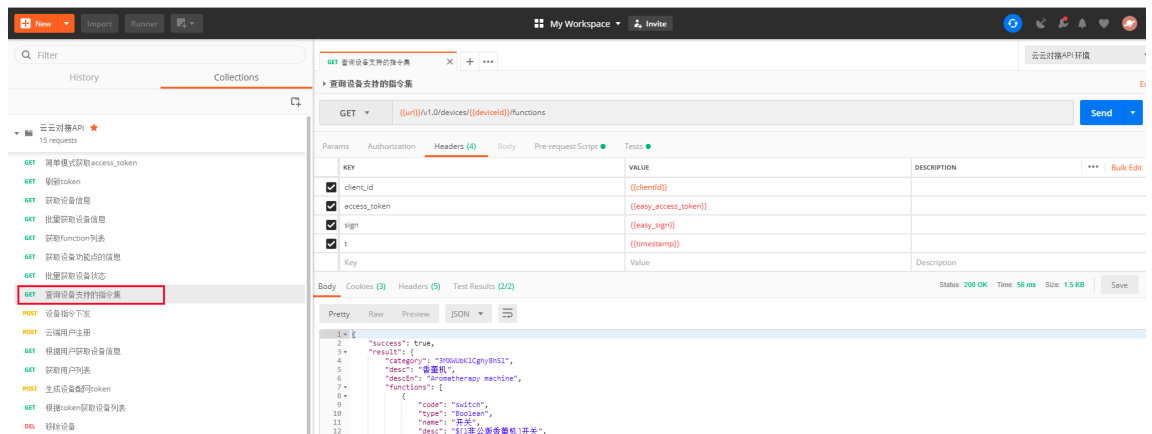 New Import Runner My Workspace Invite
Filter
History Collections
云云对接API
15 requests
GET 简单模式获取access_token
GET 刷新token
GET 获取设备信息
GET 批量获取设备信息
GET 获取function列表
GET 获取设备功能点的信息
GET 批量获取设备状态
GET 查询设备支持的指令集
POST 设备指令下发
POST 云端用户注册
GET 根据用户获取设备信息
GET 获取用户列表
POST 生成设备配网token
GET 根据token获取设备列表
DEL 移除设备
GET 查询设备支持的指令集 云云对接API环境
查询设备支持的指令集
GET {{url}}/v1.0/devices/{{deviceId}}/functions Send
Params Authorization Headers (4) Body Pre-request Script Tests
KEY VALUE DESCRIPTION Bulk Edit
client_id {{clientId}}
access_token {{easy_access_token}}
sign {{easy_sign}}
t {{timestamp}}
Key Value Description
Body Cookies (3) Headers (5) Test Results (2/2) Status: 200 OK Time: 56 ms Size: 1.5 KB Save
Pretty Raw Preview JSON
1 {
2 "success": true,
3 "result": {
4 "category": "3MXWUbKlCghy8hSl",
5 "desc": "香薰机",
6 "descEn": "Aromatherapy machine",
7 "functions": [
8 {
9 "code": "switch",
10 "type": "Boolean",
11 "name": "开关",
12 "desc": "${1非公版香薰机}开关",